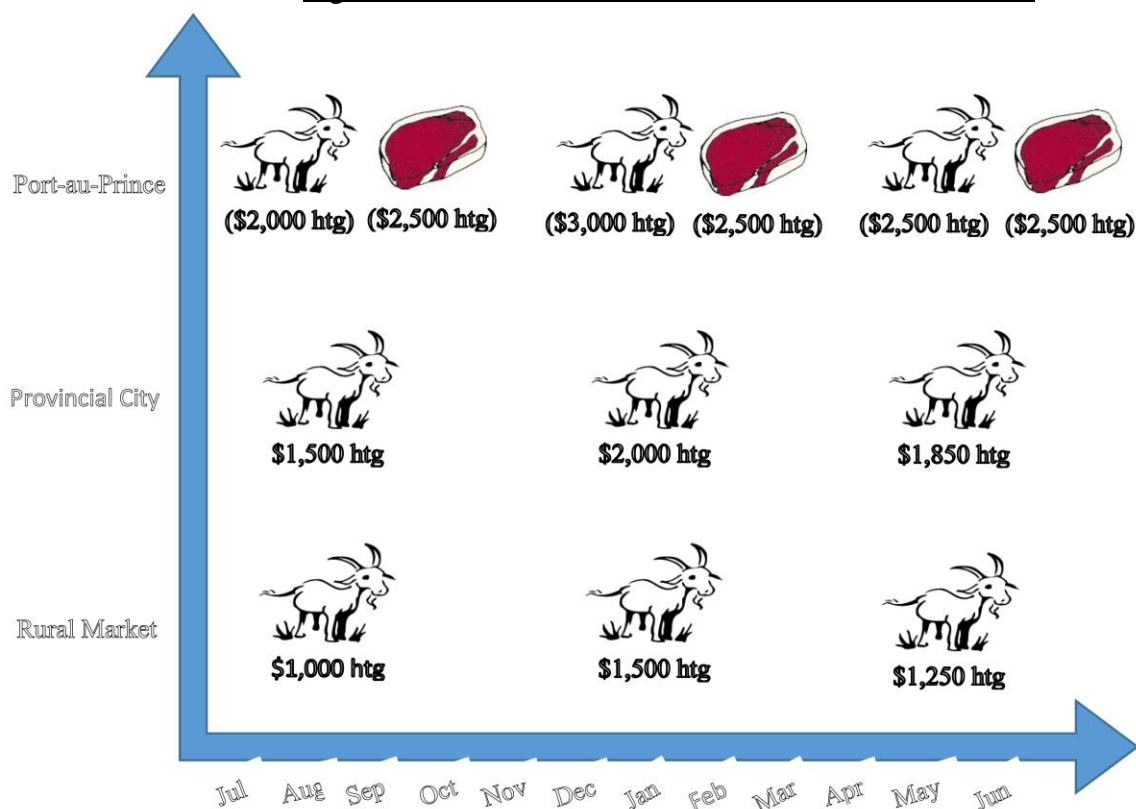 Port-au-Prince
($2,000 htg) ($2,500 htg) ($3,000 htg) ($2,500 htg) ($2,500 htg) ($2,500 htg)
Provincial City
$1,500 htg $2,000 htg $1,850 htg
Rural Market
$1,000 htg $1,500 htg $1,250 htg
Jul Aug Sep Oct Nov Dec Jan Feb Mar Apr May Jun